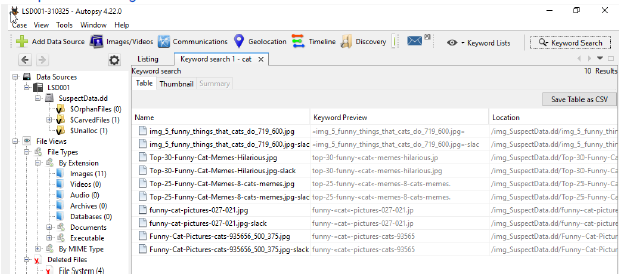 LSD001-310325 - Autopsy 4.22.0
Case View Tools Window Help
Add Data Source Images/Videos Communications Geolocation Timeline Discovery Keyword Lists Keyword Search
Listing Keyword search 1 - cat
Keyword search 10 Results
Table Thumbnail Summary
Save Table as CSV
Name Keyword Preview Location
img_5_funny_things_that_cats_do_719_600.jpg «img_5_funny_things_that_cats_do_719_600.jpg« /img_SuspectData.dd/img_5_funny_thin
img_5_funny_things_that_cats_do_719_600.jpg-slac «img_5_funny_things_that_cats_do_719_600.jpg«-slac /img_SuspectData.dd/img_5_funny_thin
Top-30-Funny-Cat-Memes-Hilarious.jpg top-30-funny-«cat«-memes-hilarious.jp /img_SuspectData.dd/Top-30-Funny-Ca
Top-30-Funny-Cat-Memes-Hilarious.jpg-slack top-30-funny-«cat«-memes-hilarious.jp /img_SuspectData.dd/Top-30-Funny-Ca
Top-25-Funny-Cat-Memes-8-cats-memes.jpg top-25-funny-«cat«-memes-8-cats-memes. /img_SuspectData.dd/Top-25-Funny-Ca
Top-25-Funny-Cat-Memes-8-cats-memes.jpg-slac top-25-funny-«cat«-memes-8-cats-memes. /img_SuspectData.dd/Top-25-Funny-Ca
funny-cat-pictures-027-021.jpg funny-«cat«-pictures-027-021.jp /img_SuspectData.dd/funny-cat-picture
funny-cat-pictures-027-021.jpg-slack funny-«cat«-pictures-027-021.jp /img_SuspectData.dd/funny-cat-picture
Funny-Cat-Pictures-cats-935656_500_375.jpg funny-«cat«-pictures-cats-93565 /img_SuspectData.dd/Funny-Cat-Pictur
Funny-Cat-Pictures-cats-935656_500_375.jpg-slack funny-«cat«-pictures-cats-93565 /img_SuspectData.dd/Funny-Cat-Pictur
Data Sources
LSD001
SuspectData.dd
$OrphanFiles (0)
$CarvedFiles (1)
$Unalloc (1)
File Views
File Types
By Extension
Images (11)
Videos (0)
Audio (0)
Archives (0)
Databases (0)
Documents
Executable
By MIME Type
Deleted Files
File System (4)